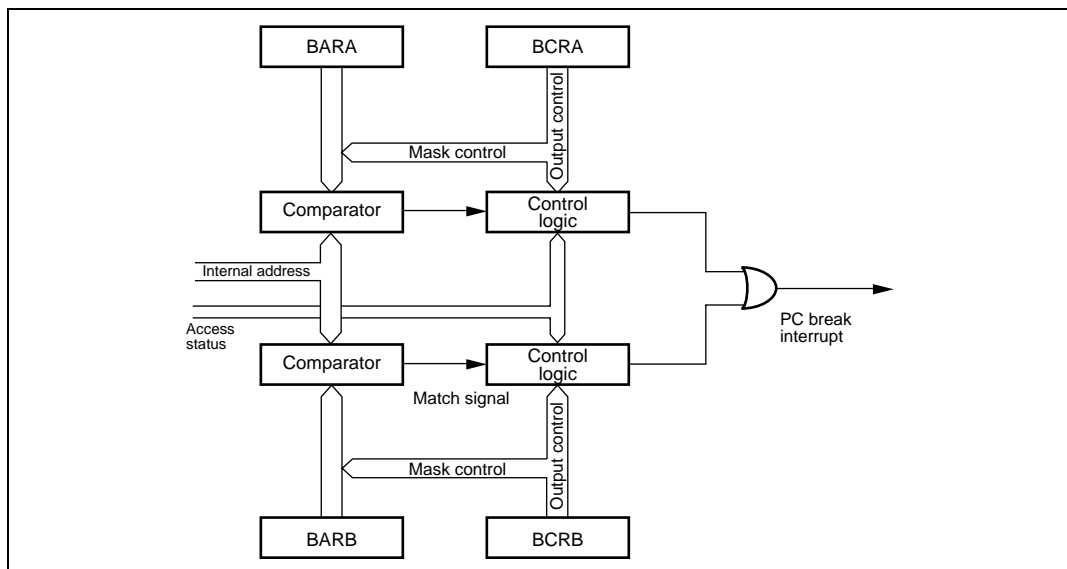 BARA
BCRA
Output control
Mask control
Comparator
Control
logic
Internal address
Access
status
PC break
interrupt
Comparator
Control
logic
Match signal
Output control
Mask control
BARB
BCRB